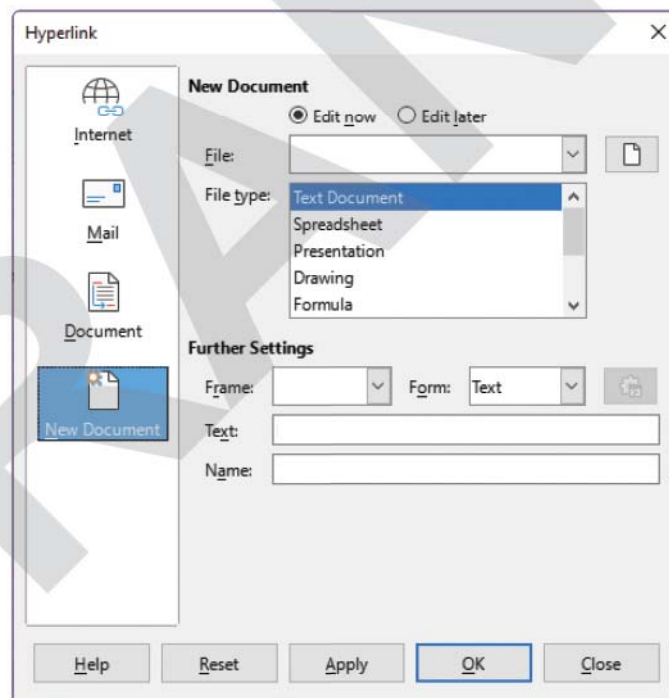 Hyperlink
Internet
Mail
Document
New Document
New Document
Edit now
Edit later
File:
File type:
Text Document
Spreadsheet
Presentation
Drawing
Formula
Further Settings
Frame:
Form:
Text
Text:
Name:
Help
Reset
Apply
OK
Close